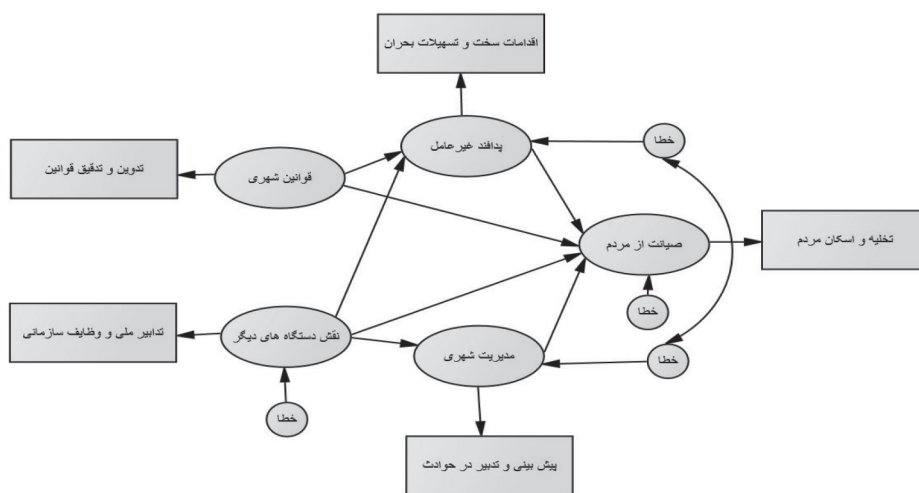 اقدامات سخت و تسهیلات بحران
پدافند غیرعامل
خطا
قوانین شهری
تدوین و تدقیق قوانین
صیانت از مردم
تخلیه و اسکان مردم
خطا
نقش دستگاه های دیگر
تدابیر ملی و وظایف سازمانی
مدیریت شهری
خطا
خطا
پیش بینی و تدبیر در حوادث